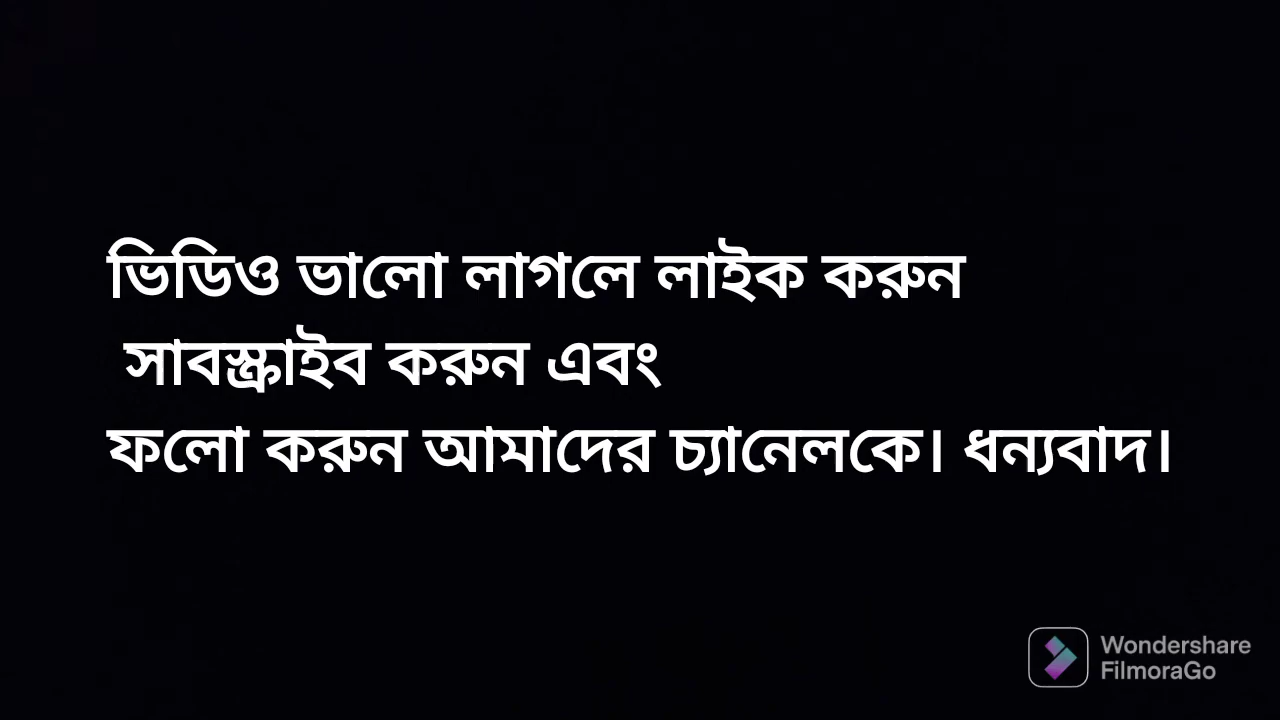 ভিডিও ভালো লাগলে লাইক করুন
সাবস্ক্রাইব করুন এবং
ফলো করুন আমাদের চ্যানেলকে। ধন্যবাদ।
Wondershare
FilmoraGo